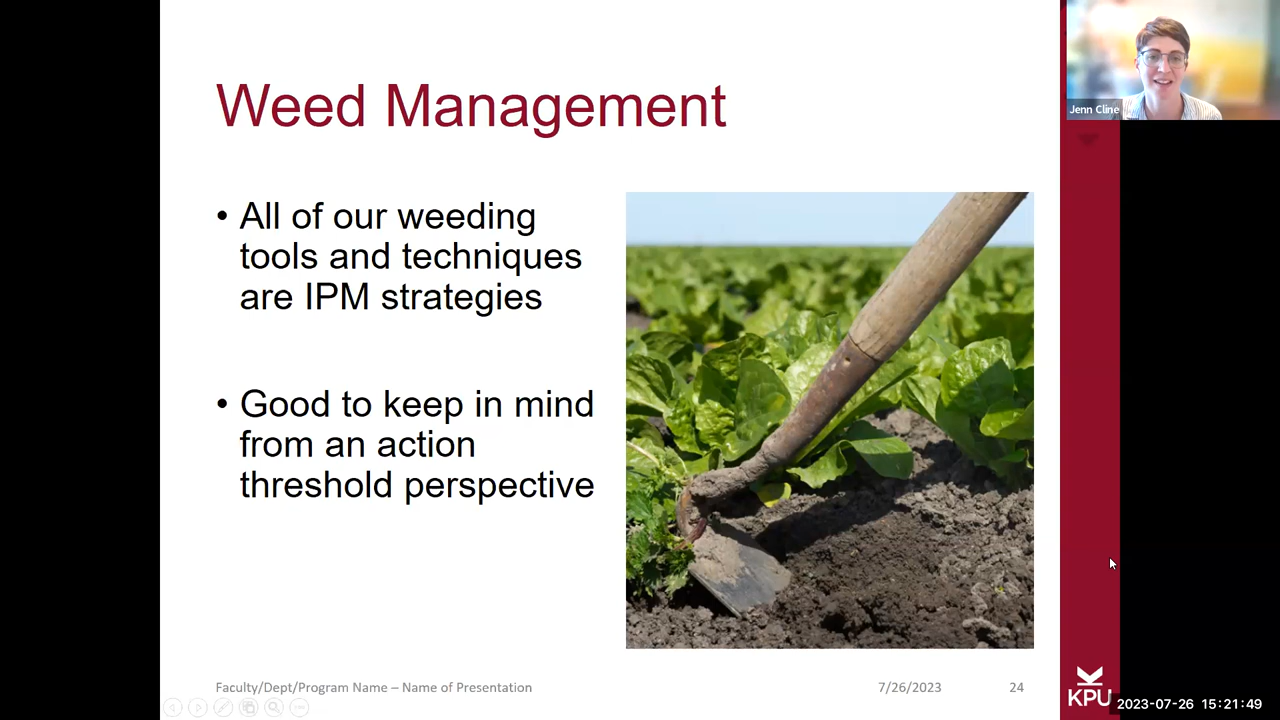 Weed Management
Jenn Cline
• All of our weeding
tools and techniques
are IPM strategies
• Good to keep in mind
from an action
threshold perspective
Faculty/Dept/Program Name – Name of Presentation
7/26/2023
24
KPU
2023-07-26 15:21:49